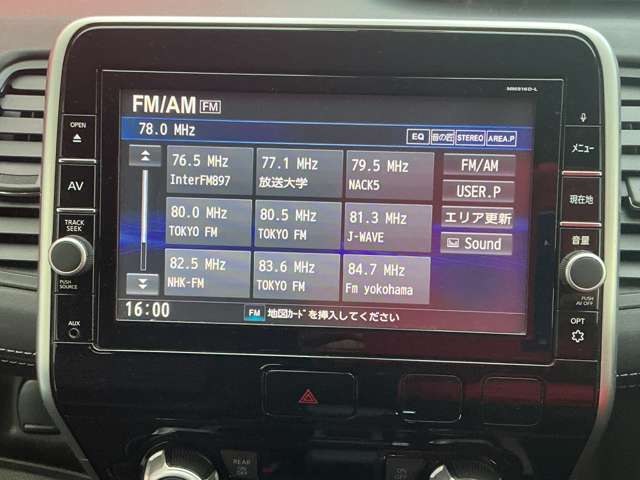 MM516D-L
FM/AM FM
78.0 MHz
EQ 音の匠 STEREO AREA.P
76.5 MHz
InterFM897
77.1 MHz
放送大学
79.5 MHz
NACK5
FM/AM
80.0 MHz
TOKYO FM
80.5 MHz
TOKYO FM
81.3 MHz
J-WAVE
USER.P
エリア更新
82.5 MHz
NHK-FM
83.6 MHz
TOKYO FM
84.7 MHz
Fm yokohama
Sound
16:00
FM 地図ｶｰﾄﾞを挿入してください
OPEN
AV
TRACK
SEEK
PUSH
SOURCE
AUX
メニュー
現在地
音量
PUSH
AV OFF
OPT
REAR
ON
OFF
ON
OFF